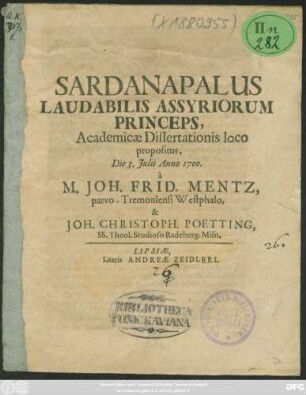 (X1880955)
II n
282
SARDANAPALUS
LAUDABILIS ASSYRIORUM
PRINCEPS,
Academicæ Dissertationis loco
propositus,
Die 3. Julii Anno 1700.
à
M. JOH. FRID. MENTZ,
parvo-Tremoniensi Westphalo,
&
JOH. CHRISTOPH. POETTING,
SS. Theol. Studioso Radeberg. Misn.
26.
LIPSIÆ,
Literis ANDREÆ ZEIDLERI.
BIBLIOTHECA
PONICKAVIANA